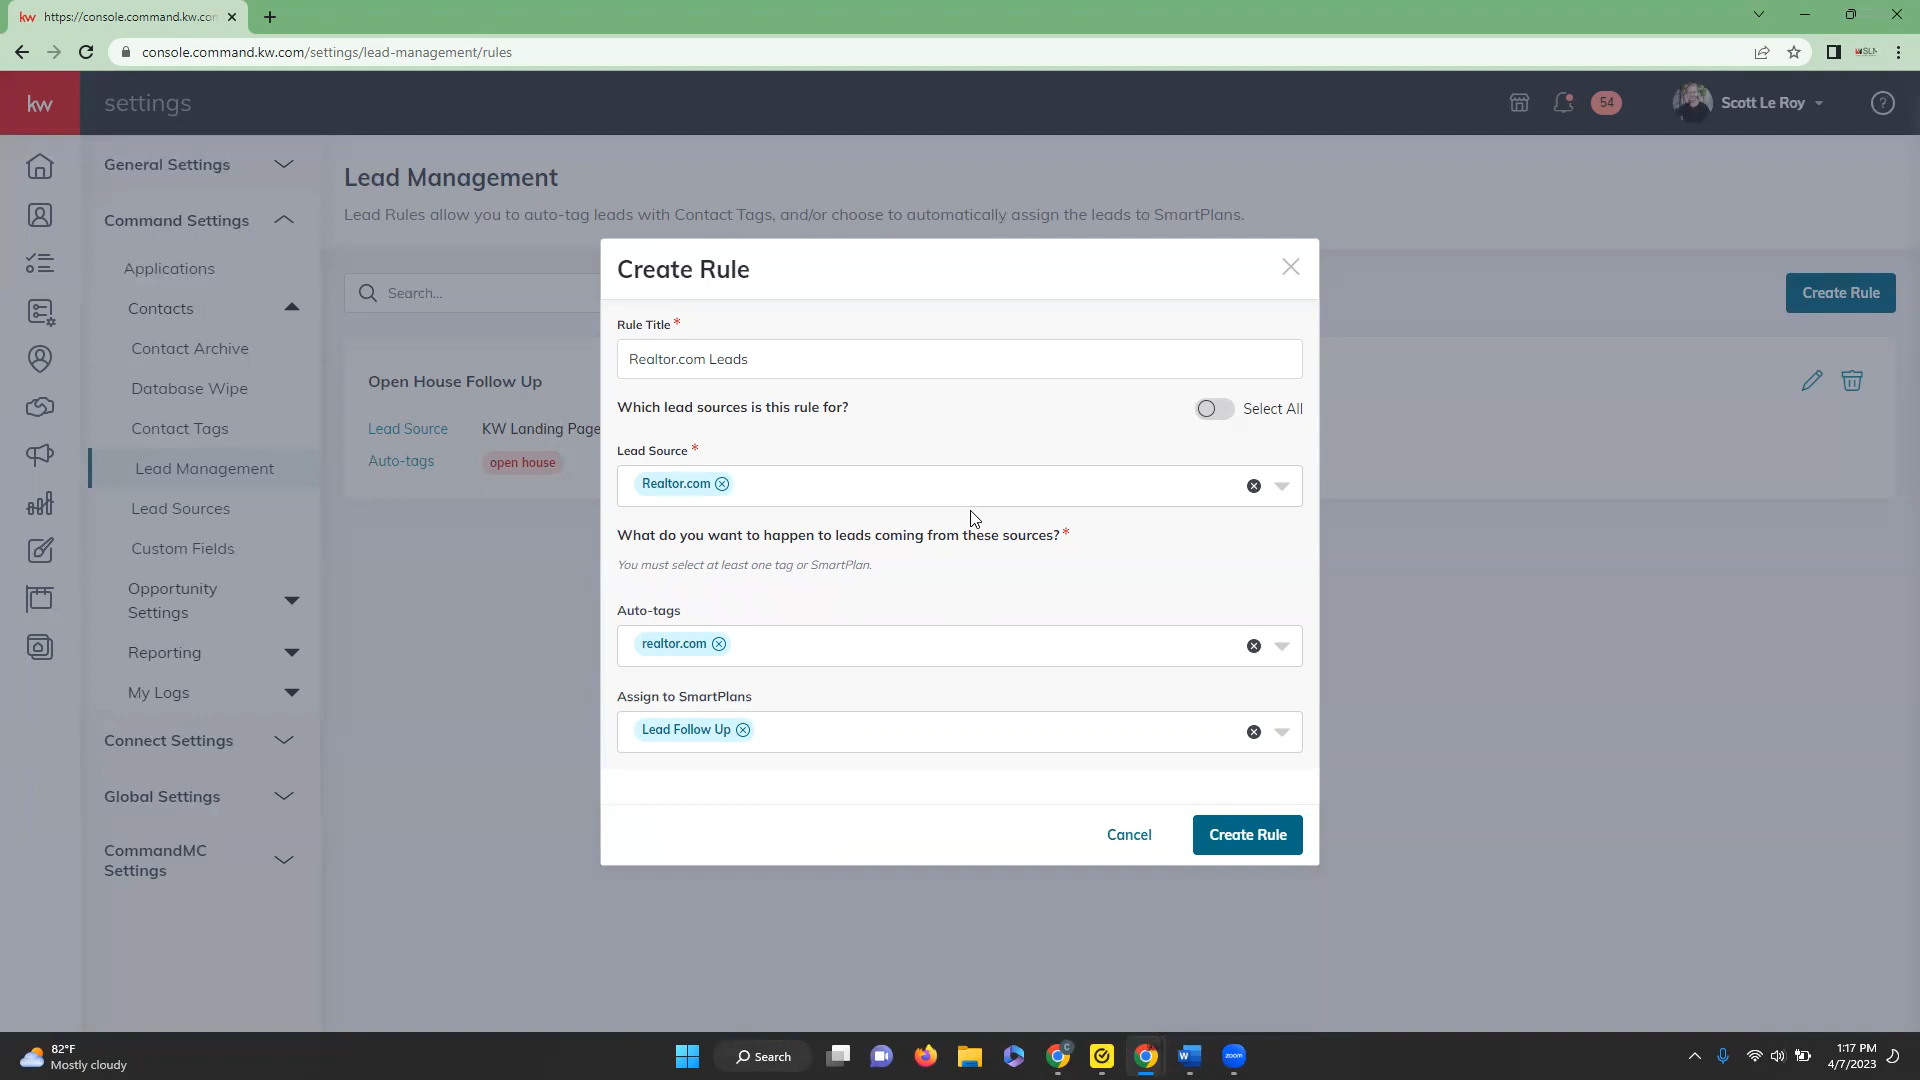 kw https://console.command.kw.com
console.command.kw.com/settings/lead-management/rules
kw
settings
54
Scott Le Roy
General Settings
Command Settings
Applications
Contacts
Contact Archive
Database Wipe
Contact Tags
Lead Management
Lead Sources
Custom Fields
Opportunity
Settings
Reporting
My Logs
Connect Settings
Global Settings
CommandMC
Settings
Lead Management
Lead Rules allow you to auto-tag leads with Contact Tags, and/or choose to automatically assign the leads to SmartPlans.
Search...
Create Rule
Open House Follow Up
Lead Source KW Landing Page
Auto-tags open house
Create Rule
Rule Title *
Realtor.com Leads
Which lead sources is this rule for?
Select All
Lead Source *
Realtor.com
What do you want to happen to leads coming from these sources? *
You must select at least one tag or SmartPlan.
Auto-tags
realtor.com
Assign to SmartPlans
Lead Follow Up
Cancel
Create Rule
82°F
Mostly cloudy
Search
C
W
zoom
1:17 PM
4/7/2023